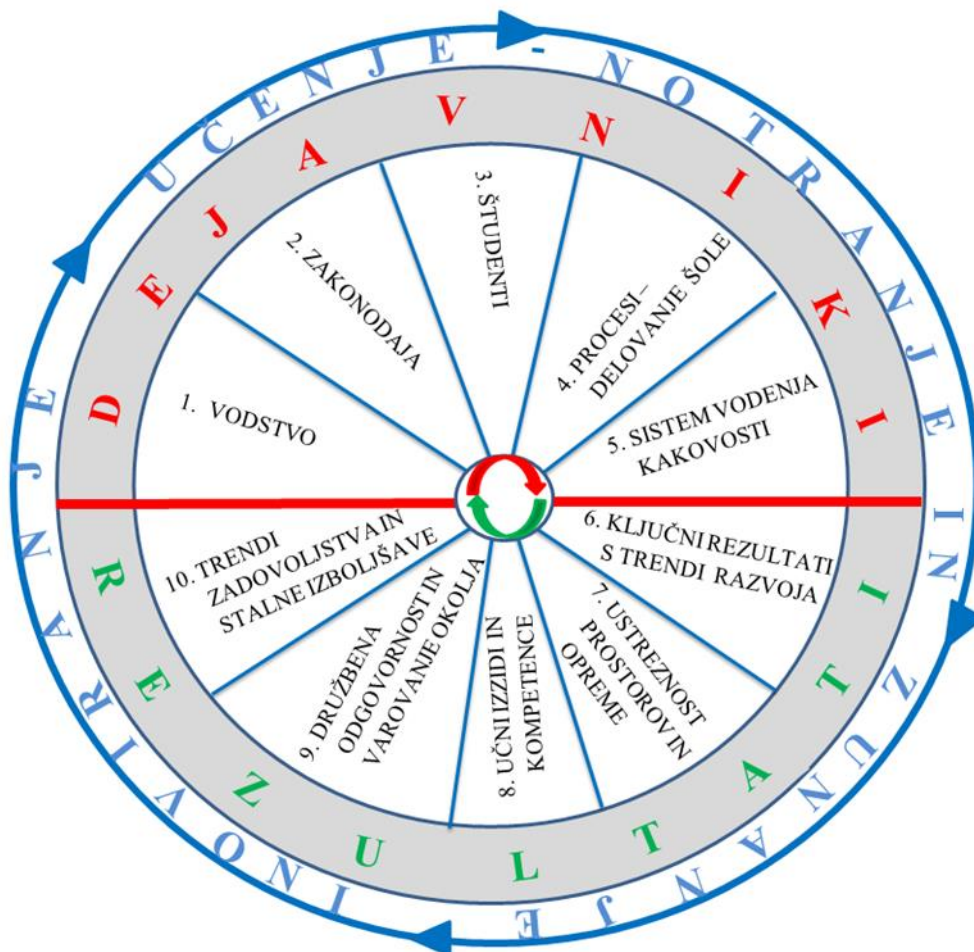 UČENJE - NOTRANJE IN ZUNANJE INOVIRANJE
DEJAVNIKI
1. VODSTVO
2. ZAKONODAJA
3. ŠTUDENTI
4. PROCESI –
DELOVANJE ŠOLE
5. SISTEM VODENJA
KAKOVOSTI
6. KLJUČNI REZULTATI
S TRENDI RAZVOJA
7. USTREZNOST
PROSTOROV IN
OPREME
8. UČNI IZZIDI IN
KOMPETENCE
9. DRUŽBENA
ODGOVORNOST IN
VAROVANJE OKOLJA
10. TRENDI
ZADOVOLJSTVA IN
STALNE IZBOLJŠAVE
REZULTATI